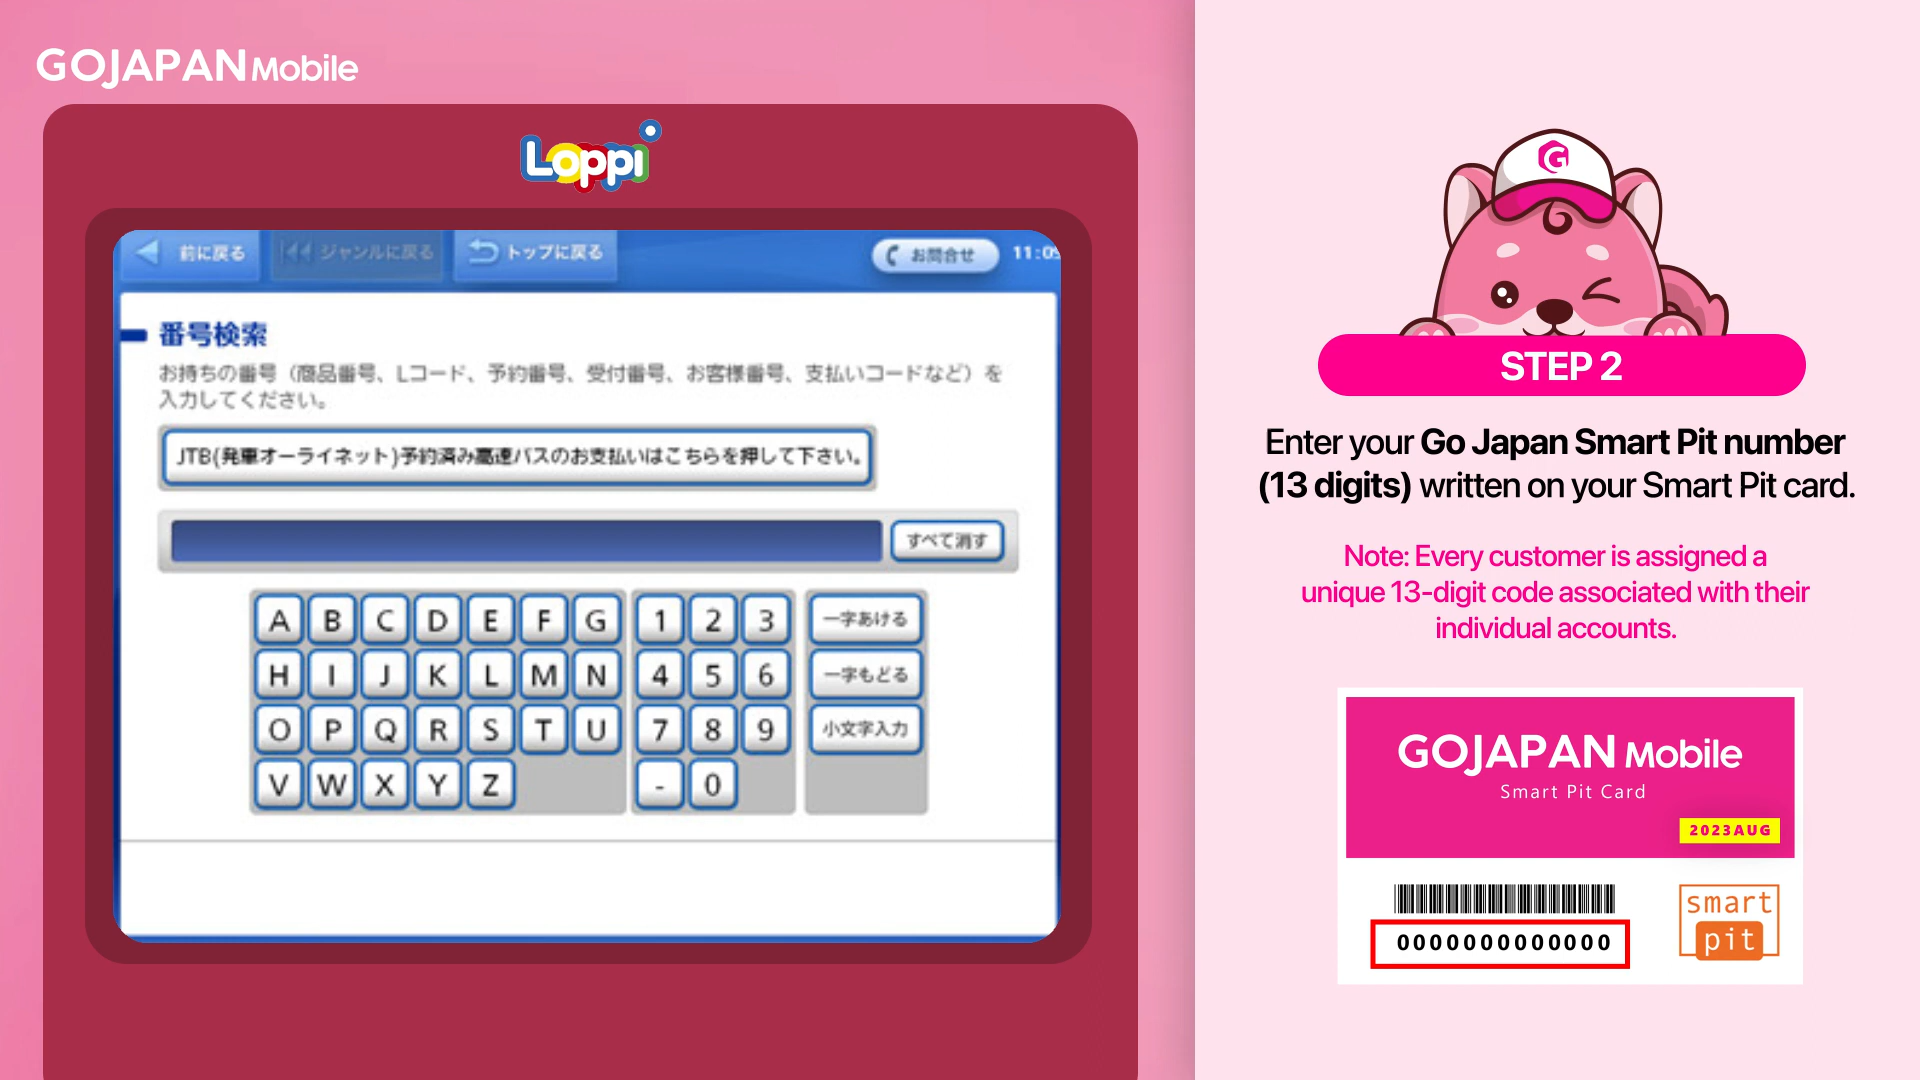 GOJAPAN Mobile
Loppi
前に戻る
ジャンルに戻る
トップに戻る
お問合せ
番号検索
お持ちの番号（商品番号、Lコード、予約番号、受付番号、お客様番号、支払いコードなど）を
入力してください。
JTB(発車オーライネット)予約済み高速バスのお支払いはこちらを押して下さい。
すべて消す
A B C D E F G 1 2 3 一字あける
H I J K L M N 4 5 6 一字もどる
O P Q R S T U 7 8 9 小文字入力
V W X Y Z - 0
G
STEP 2
Enter your Go Japan Smart Pit number
(13 digits) written on your Smart Pit card.
Note: Every customer is assigned a
unique 13-digit code associated with their
individual accounts.
GOJAPAN Mobile
Smart Pit Card
2023AUG
0000000000000
smart
pit